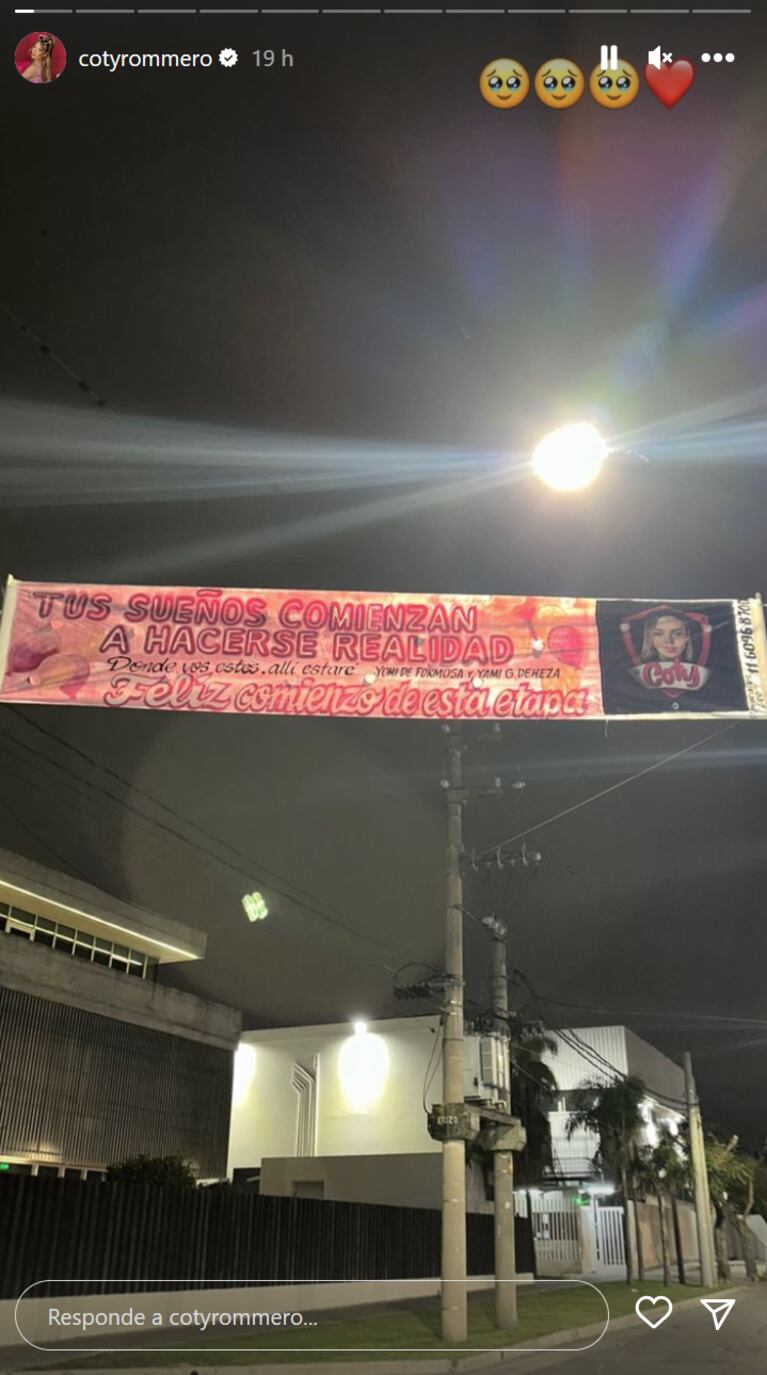 cotyrommero 19 h
TUS SUEÑOS COMIENZAN
A HACERSE REALIDAD
Donde vos estes, alli estare YOHI DE FORMOSA Y YAMI G. DEHEZA
Feliz comienzo de esta etapa
Coty
Responde a cotyrommero...